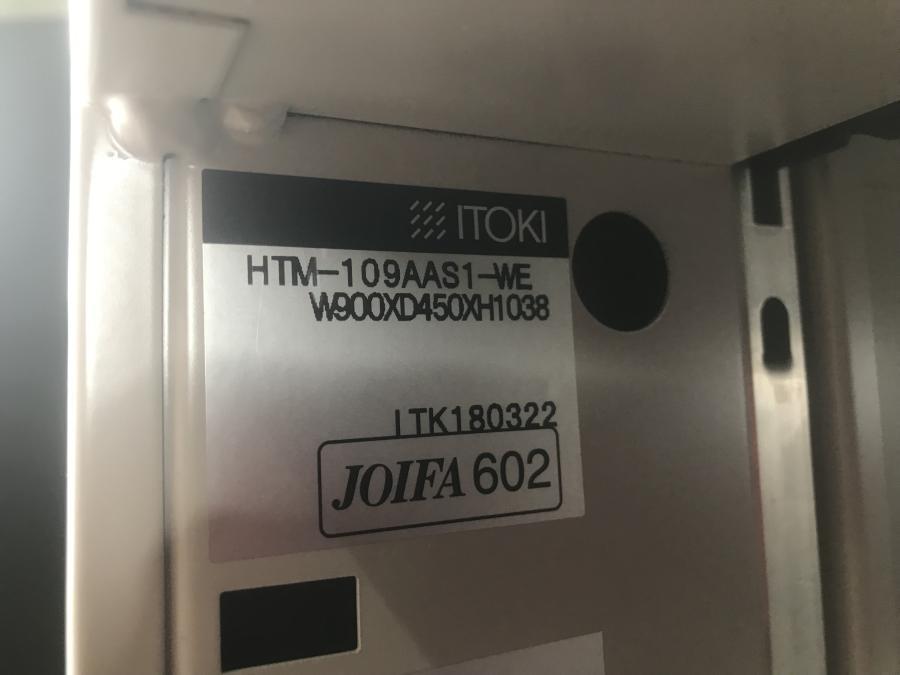 ITOKI
HTM-109AAS1-WE
W900XD450XH1038
ITK180322
JOIFA 602